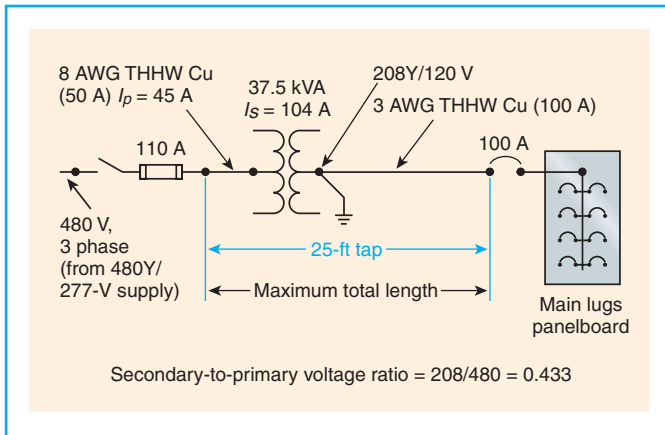 8 AWG THHW Cu
(50 A) Ip = 45 A
37.5 kVA
Is = 104 A
208Y/120 V
3 AWG THHW Cu (100 A)
110 A
100 A
480 V,
3 phase
(from 480Y/
277-V supply)
25-ft tap
Maximum total length
Main lugs
panelboard
Secondary-to-primary voltage ratio = 208/480 = 0.433